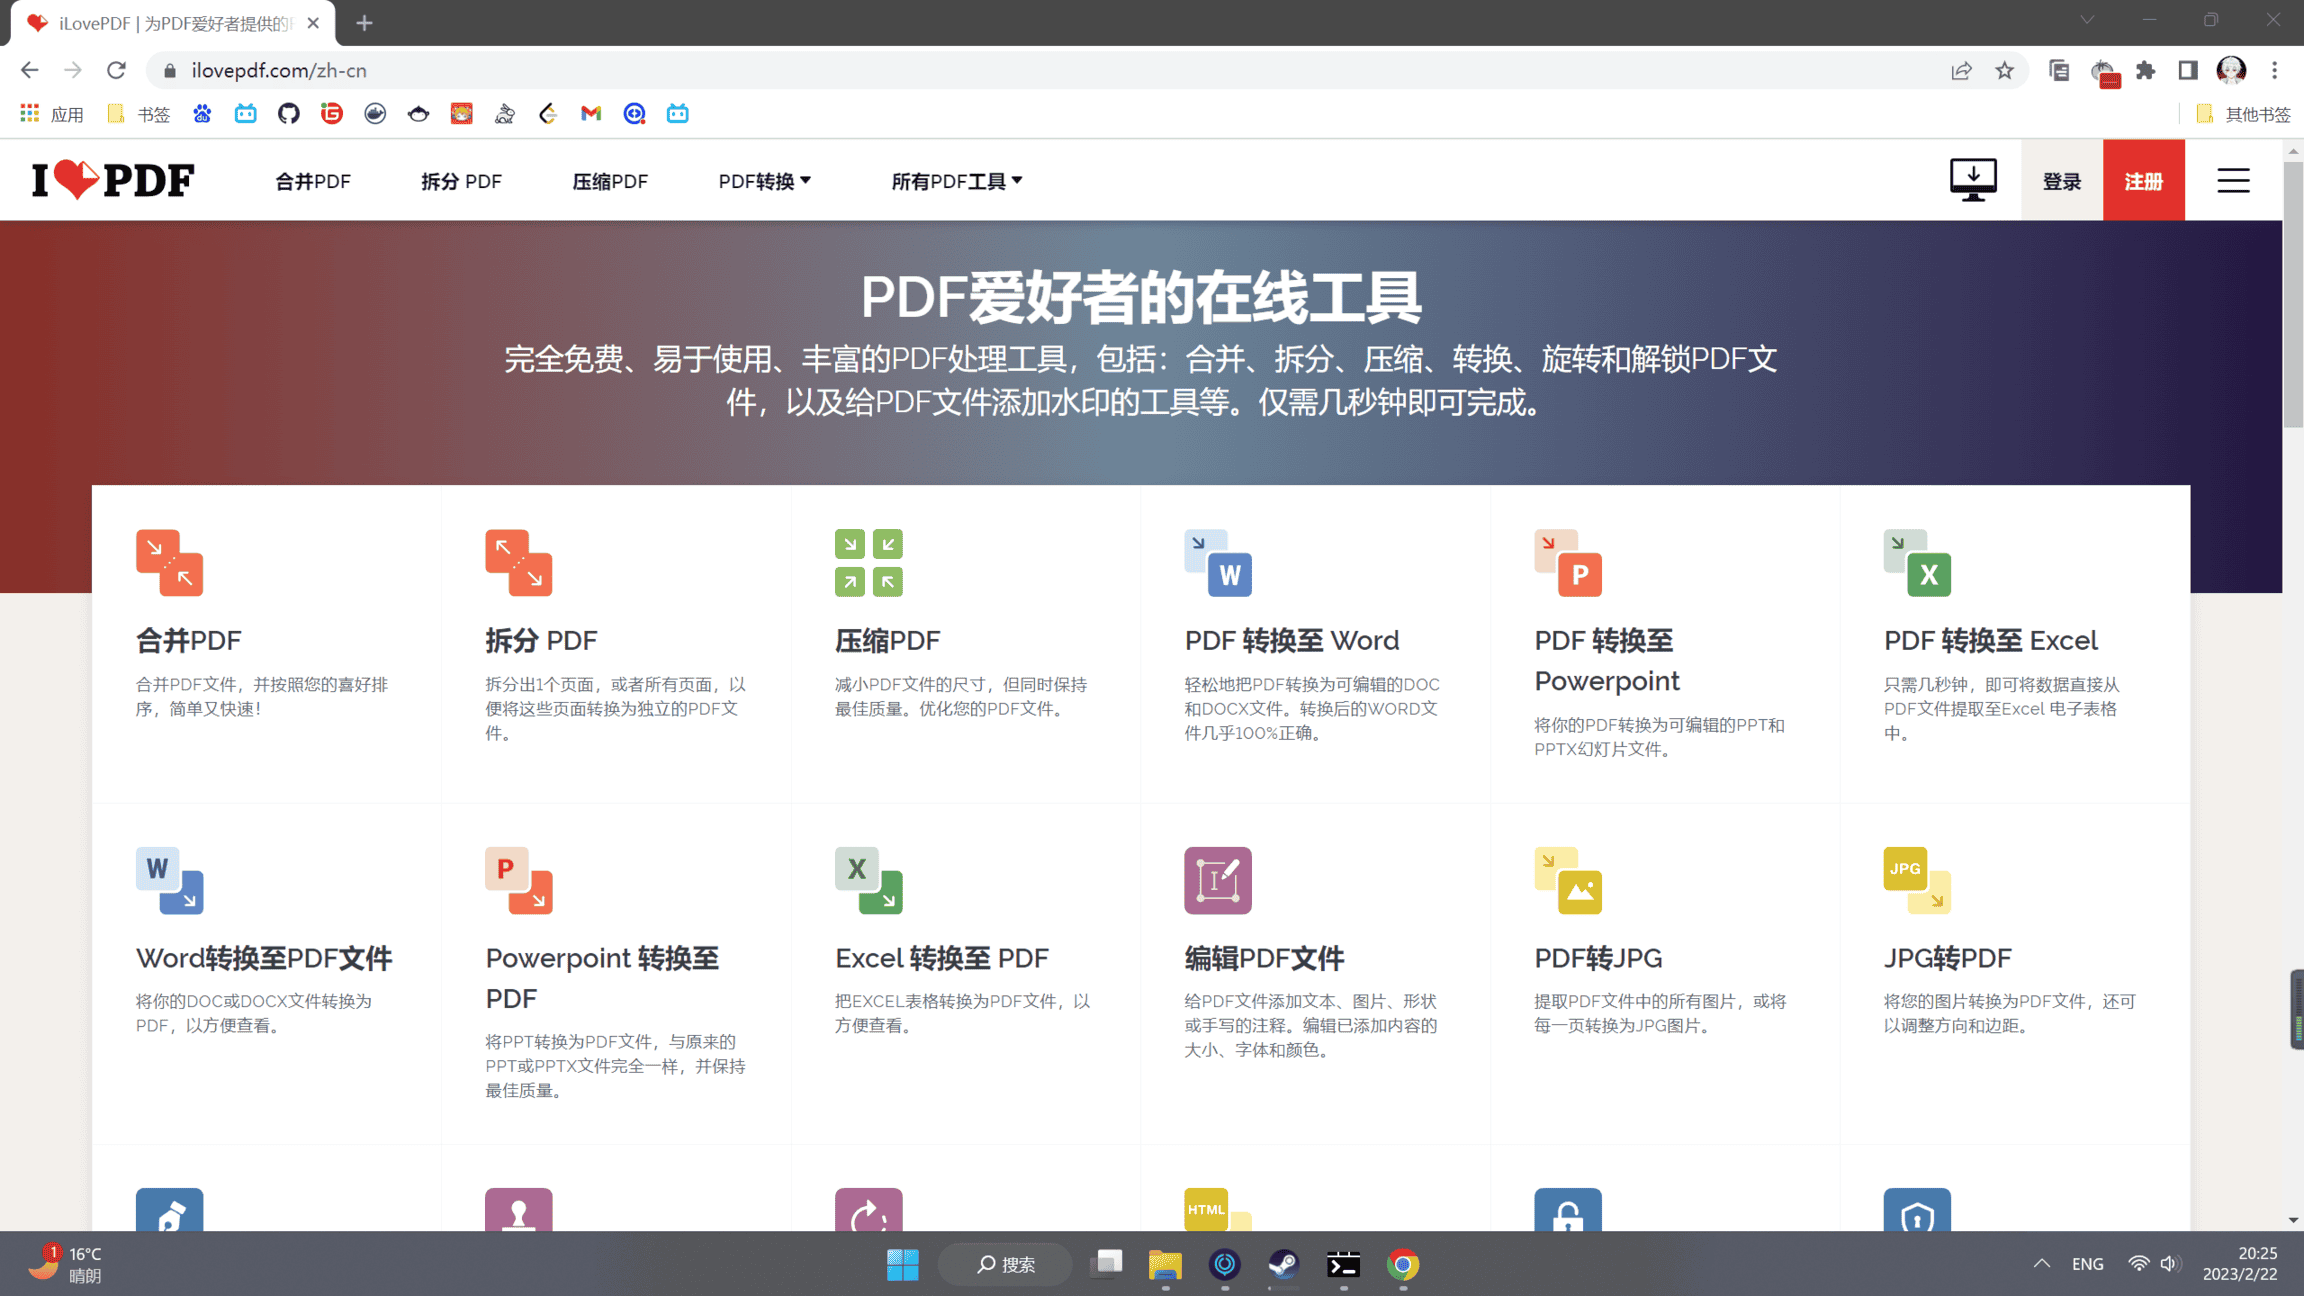 iLovePDF | 为PDF爱好者提供的
ilovepdf.com/zh-cn
应用
书签
其他书签
I PDF
合并PDF
拆分 PDF
压缩PDF
PDF转换
所有PDF工具
登录
注册
PDF爱好者的在线工具
完全免费、易于使用、丰富的PDF处理工具，包括：合并、拆分、压缩、转换、旋转和解锁PDF文
件，以及给PDF文件添加水印的工具等。仅需几秒钟即可完成。
合并PDF
合并PDF文件，并按照您的喜好排
序，简单又快速！
拆分 PDF
拆分出1个页面，或者所有页面，以
便将这些页面转换为独立的PDF文
件。
压缩PDF
减小PDF文件的尺寸，但同时保持
最佳质量。优化您的PDF文件。
W
PDF 转换至 Word
轻松地把PDF转换为可编辑的DOC
和DOCX文件。转换后的WORD文
件几乎100%正确。
P
PDF 转换至
Powerpoint
将你的PDF转换为可编辑的PPT和
PPTX幻灯片文件。
X
PDF 转换至 Excel
只需几秒钟，即可将数据直接从
PDF文件提取至Excel 电子表格
中。
W
Word转换至PDF文件
将你的DOC或DOCX文件转换为
PDF，以方便查看。
P
Powerpoint 转换至
PDF
将PPT转换为PDF文件，与原来的
PPT或PPTX文件完全一样，并保持
最佳质量。
X
Excel 转换至 PDF
把EXCEL表格转换为PDF文件，以
方便查看。
编辑PDF文件
给PDF文件添加文本、图片、形状
或手写的注释。编辑已添加内容的
大小、字体和颜色。
PDF转JPG
提取PDF文件中的所有图片，或将
每一页转换为JPG图片。
JPG
JPG转PDF
将您的图片转换为PDF文件，还可
以调整方向和边距。
HTML
1
16°C
晴朗
搜索
ENG
20:25
2023/2/22